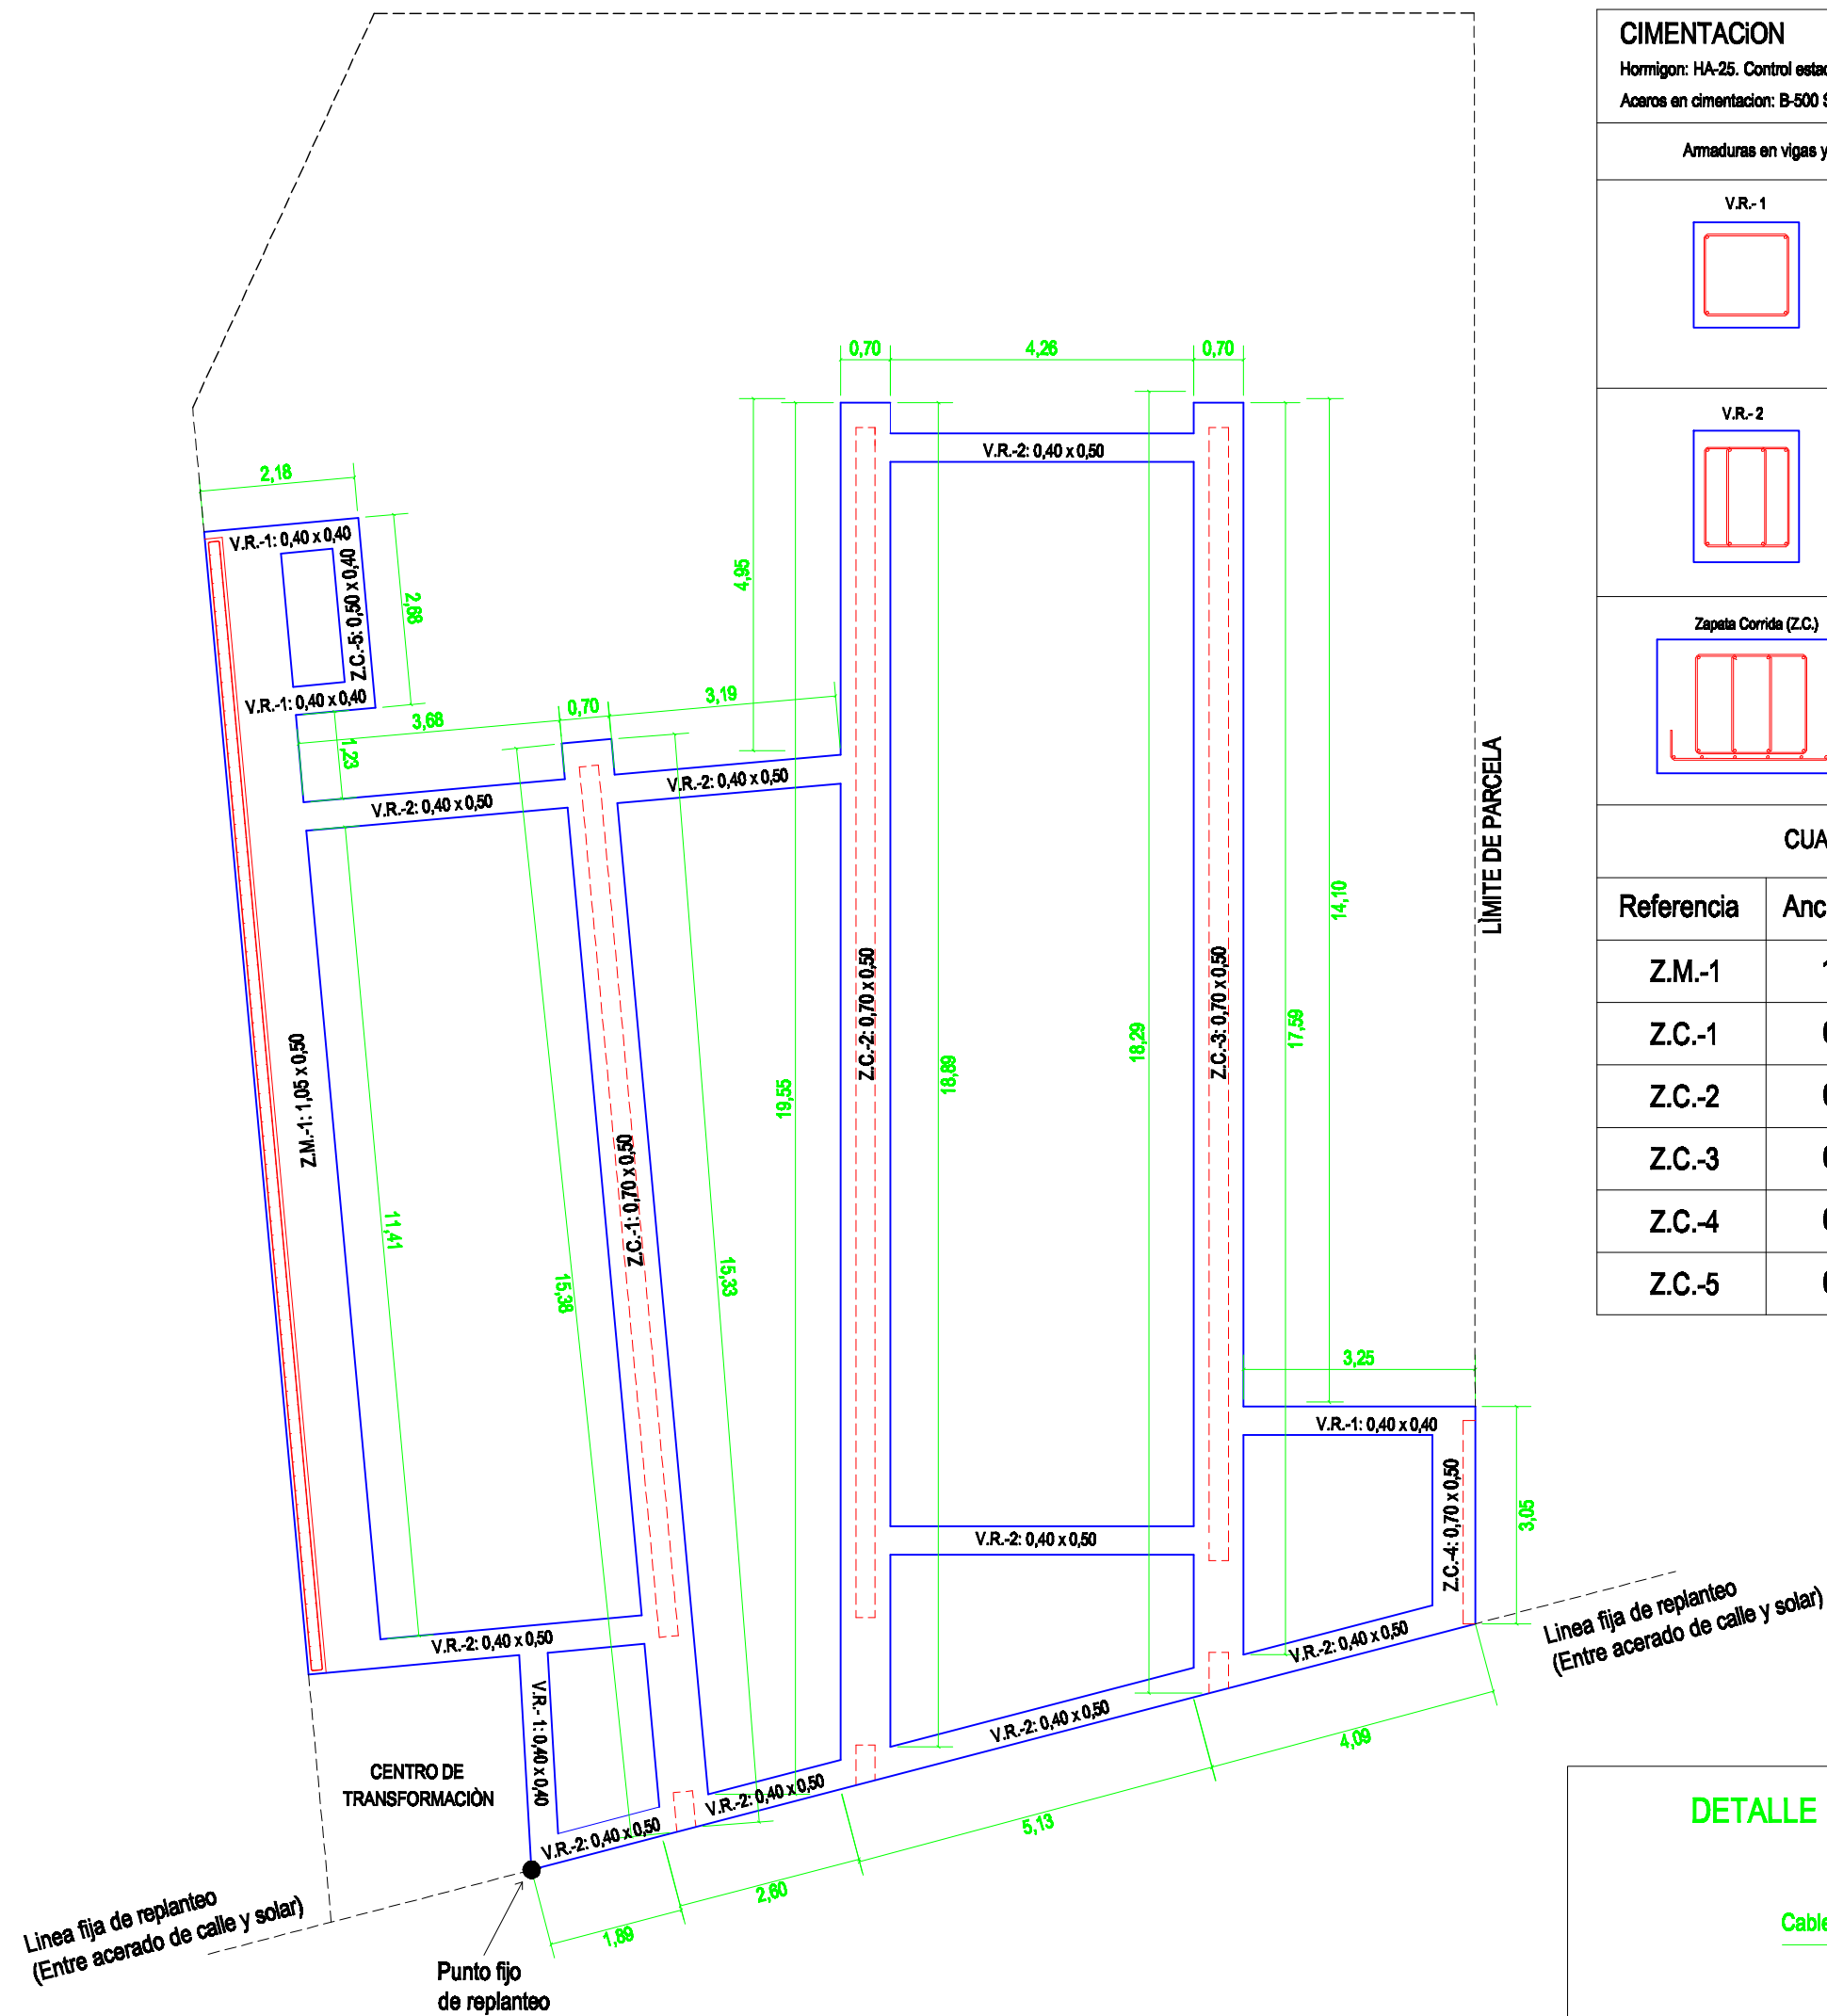 CIMENTACiON
Hormigon: HA-25. Control
Aceros en cimentacion: B-500
Armaduras en vigas y
V.R.- 1
V.R.- 2
Zapata Corrida (Z.C.)
Referencia
Z.M.-1
Z.C.-1
Z.C.-2
Z.C.-3
Z.C.-4
Z.C.-5
0,70
4,26
0,70
V.R.-2: 0,40 x 0,50
2,18
V.R.-1: 0,40 x 0,40
Z.C.-5: 0,50 x 0,40
2,68
V.R.-1: 0,40 x 0,40
4,95
3,68
0,70
3,19
1,23
V.R.-2: 0,40 x 0,50
V.R.-2: 0,40 x 0,50
LÍMITE DE PARCELA
14,10
Z.C.-2: 0,70 x 0,50
Z.C.-3: 0,70 x 0,50
18,29
17,59
18,89
19,55
Z.M.-1: 1,05 x 0,50
Z.C.-1: 0,70 x 0,50
11,41
15,38
15,33
3,25
V.R.-1: 0,40 x 0,40
Z.C.-4: 0,70 x 0,50
3,05
V.R.-2: 0,40 x 0,50
V.R.-2: 0,40 x 0,50
V.R.- 1: 0,40 x 0,40
V.R.-2: 0,40 x 0,50
V.R.-2: 0,40 x 0,50
V.R.-2: 0,40 x 0,50
V.R.-2: 0,40 x 0,50
Linea fija de replanteo
(Entre acerado de calle y solar)
CENTRO DE
TRANSFORMACIÒN
4,09
5,13
2,60
1,89
Linea fija de replanteo
(Entre acerado de calle y solar)
Punto fijo
de replanteo
DETALLE
Cable